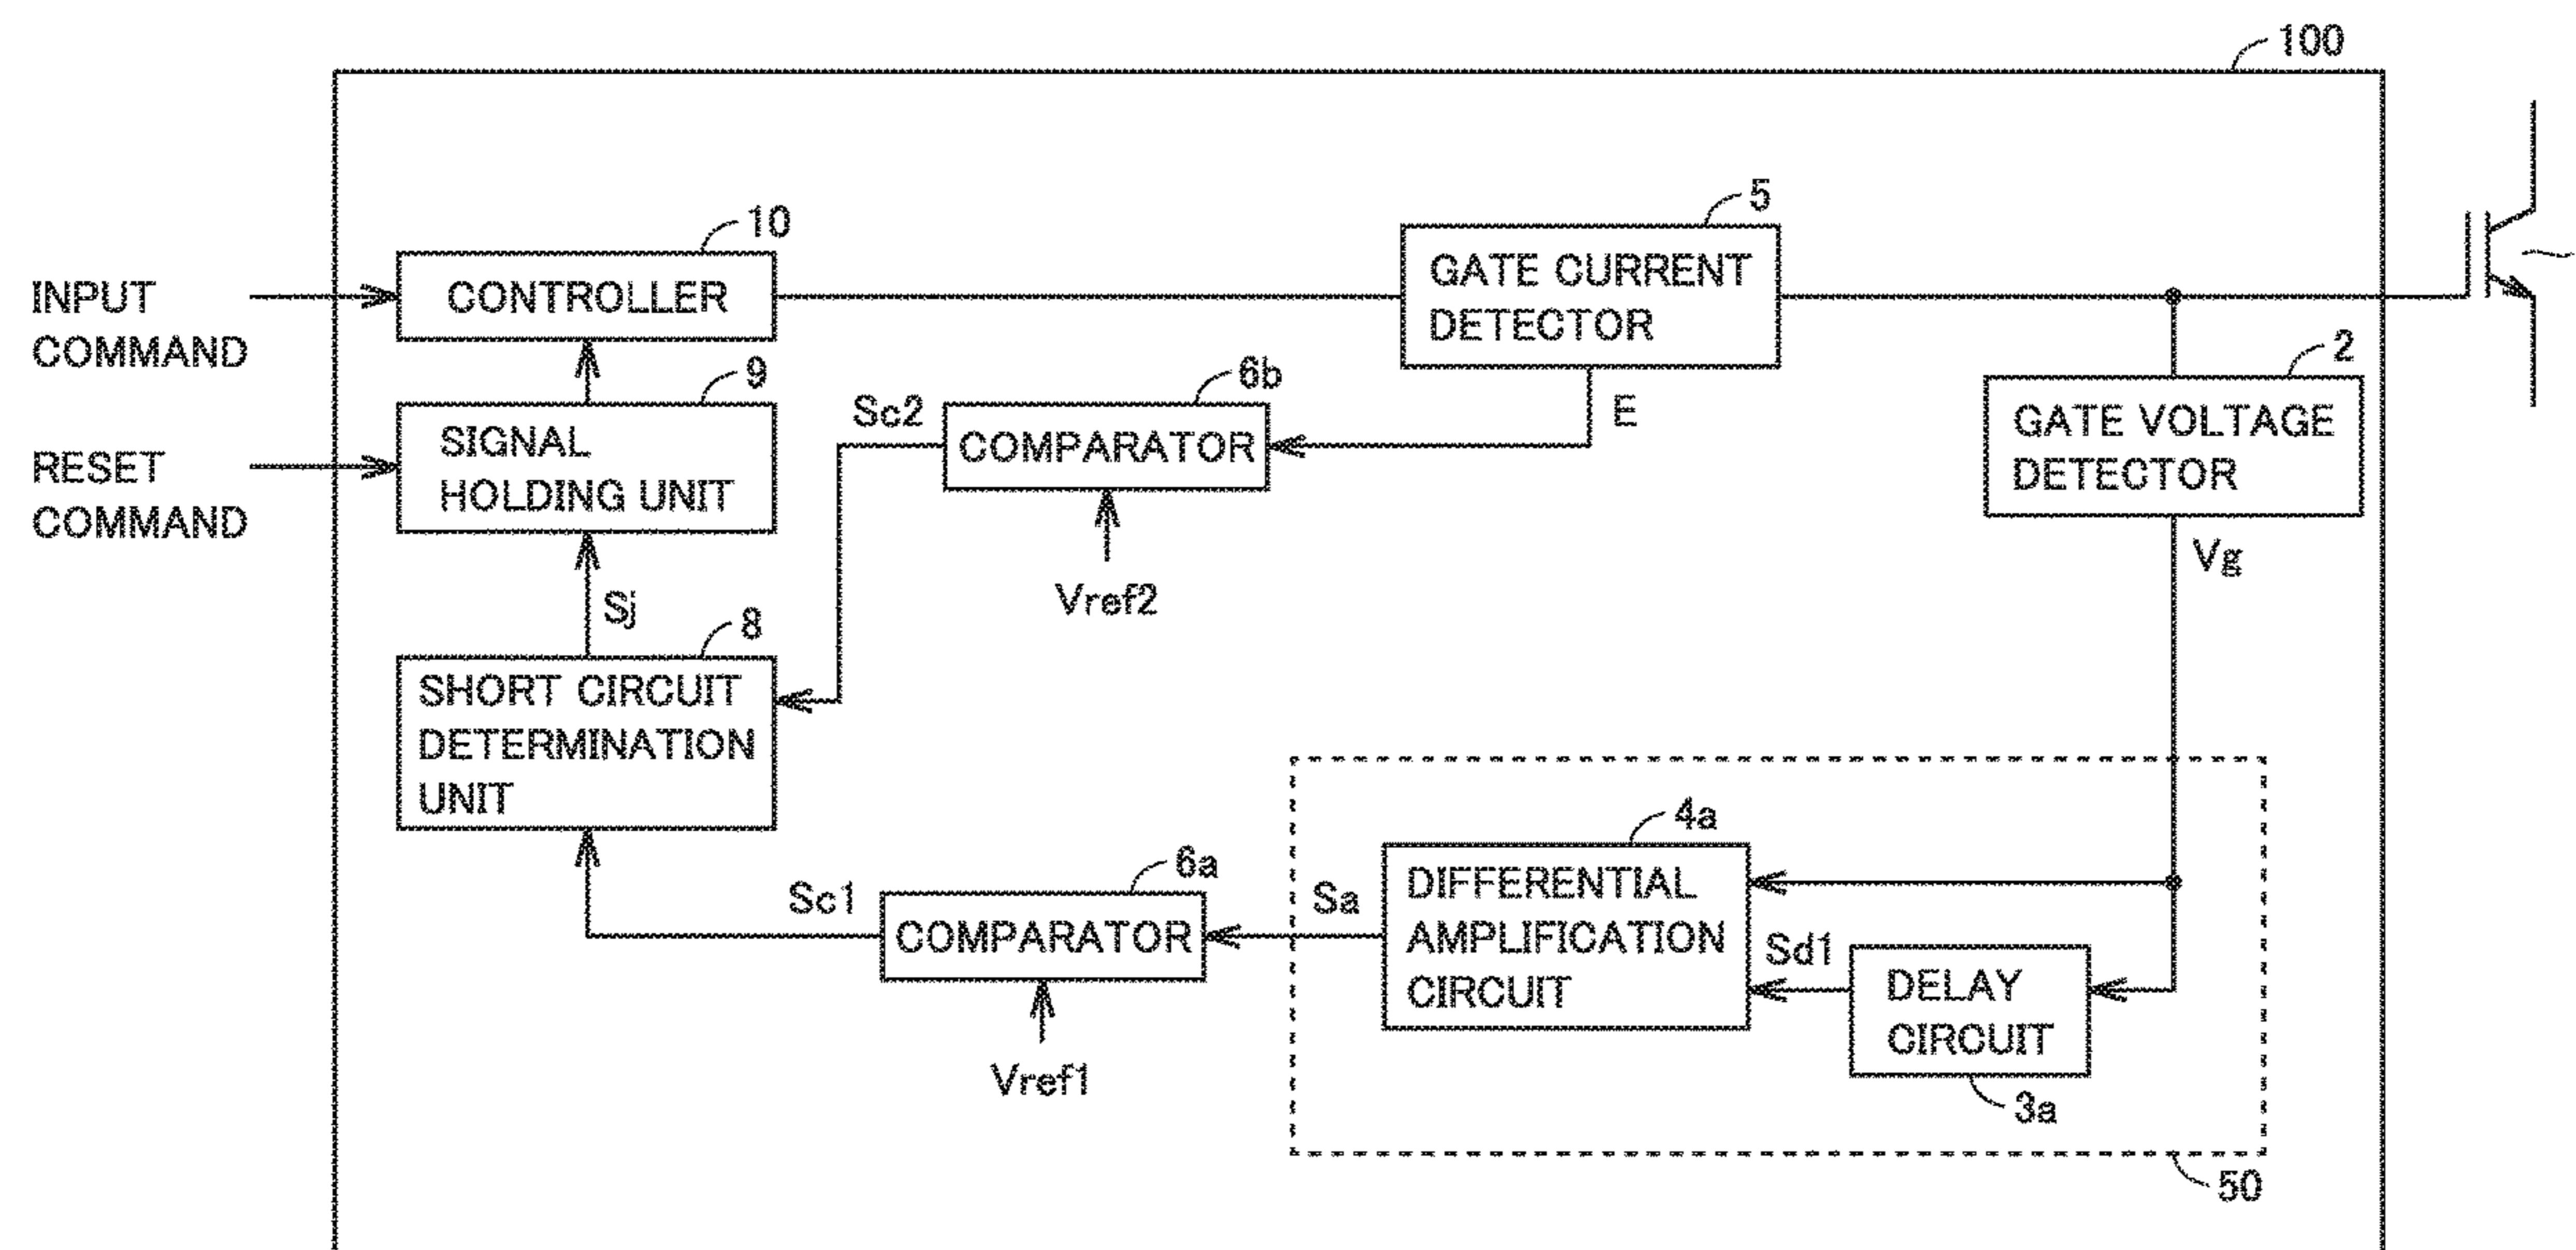 100
10
5
INPUT
COMMAND
CONTROLLER
GATE CURRENT
DETECTOR
2
9
6b
Sc2
E
RESET
COMMAND
SIGNAL
HOLDING UNIT
COMPARATOR
GATE VOLTAGE
DETECTOR
Vg
Vref2
Sj
8
SHORT CIRCUIT
DETERMINATION
UNIT
4a
6a
Sc1
COMPARATOR
Sa
DIFFERENTIAL
AMPLIFICATION
CIRCUIT
Sd1
DELAY
CIRCUIT
Vref1
3a
50